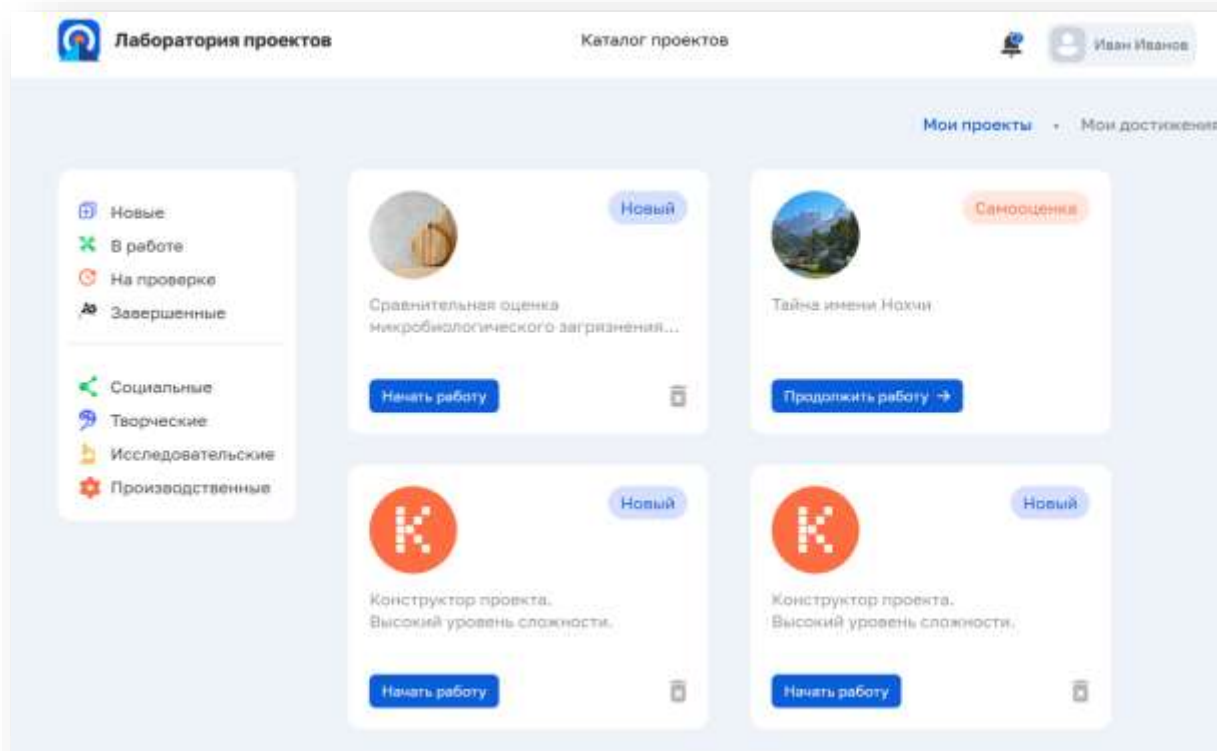 Лаборатория проектов
Каталог проектов
Иван Иванов
Мои проекты • Мои достижения
Новые
В работе
На проверке
Завершенные
Социальные
Творческие
Исследовательские
Производственные
Новый
Сравнительная оценка
микробиологического загрязнения...
Начать работу
Самооценка
Тайна имени Нохчи
Продолжить работу →
Новый
Конструктор проекта.
Высокий уровень сложности.
Начать работу
Новый
Конструктор проекта.
Высокий уровень сложности.
Начать работу